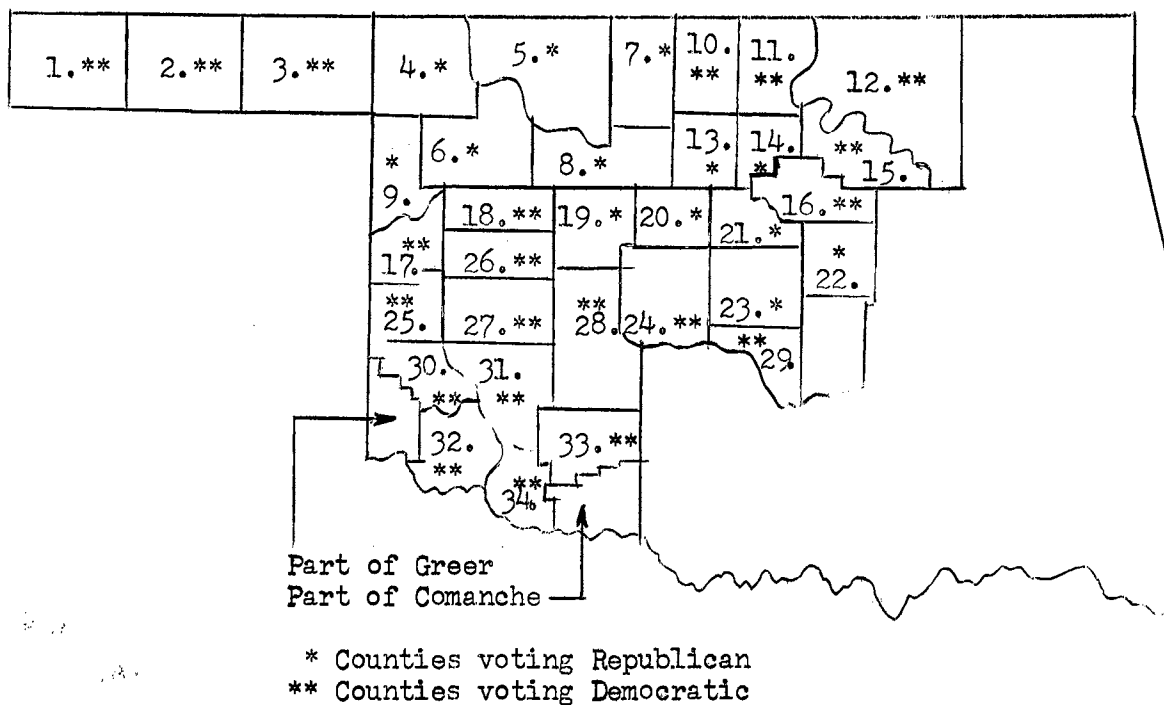 1.** 2.** 3.** 4.* 5.* 7.* 10. ** 11. ** 12.**
* 9. 6.* 8.* 13. * 14. * ** 15.
16.**
18.** 19.* 20.* 21.*
** 17. 26.** * 22.
** 25. 27.** ** 28. 24.** 23.*
** 29.
30. ** 31. **
32. ** 33.**
** 34.
Part of Greer
Part of Comanche
* Counties voting Republican
** Counties voting Democratic